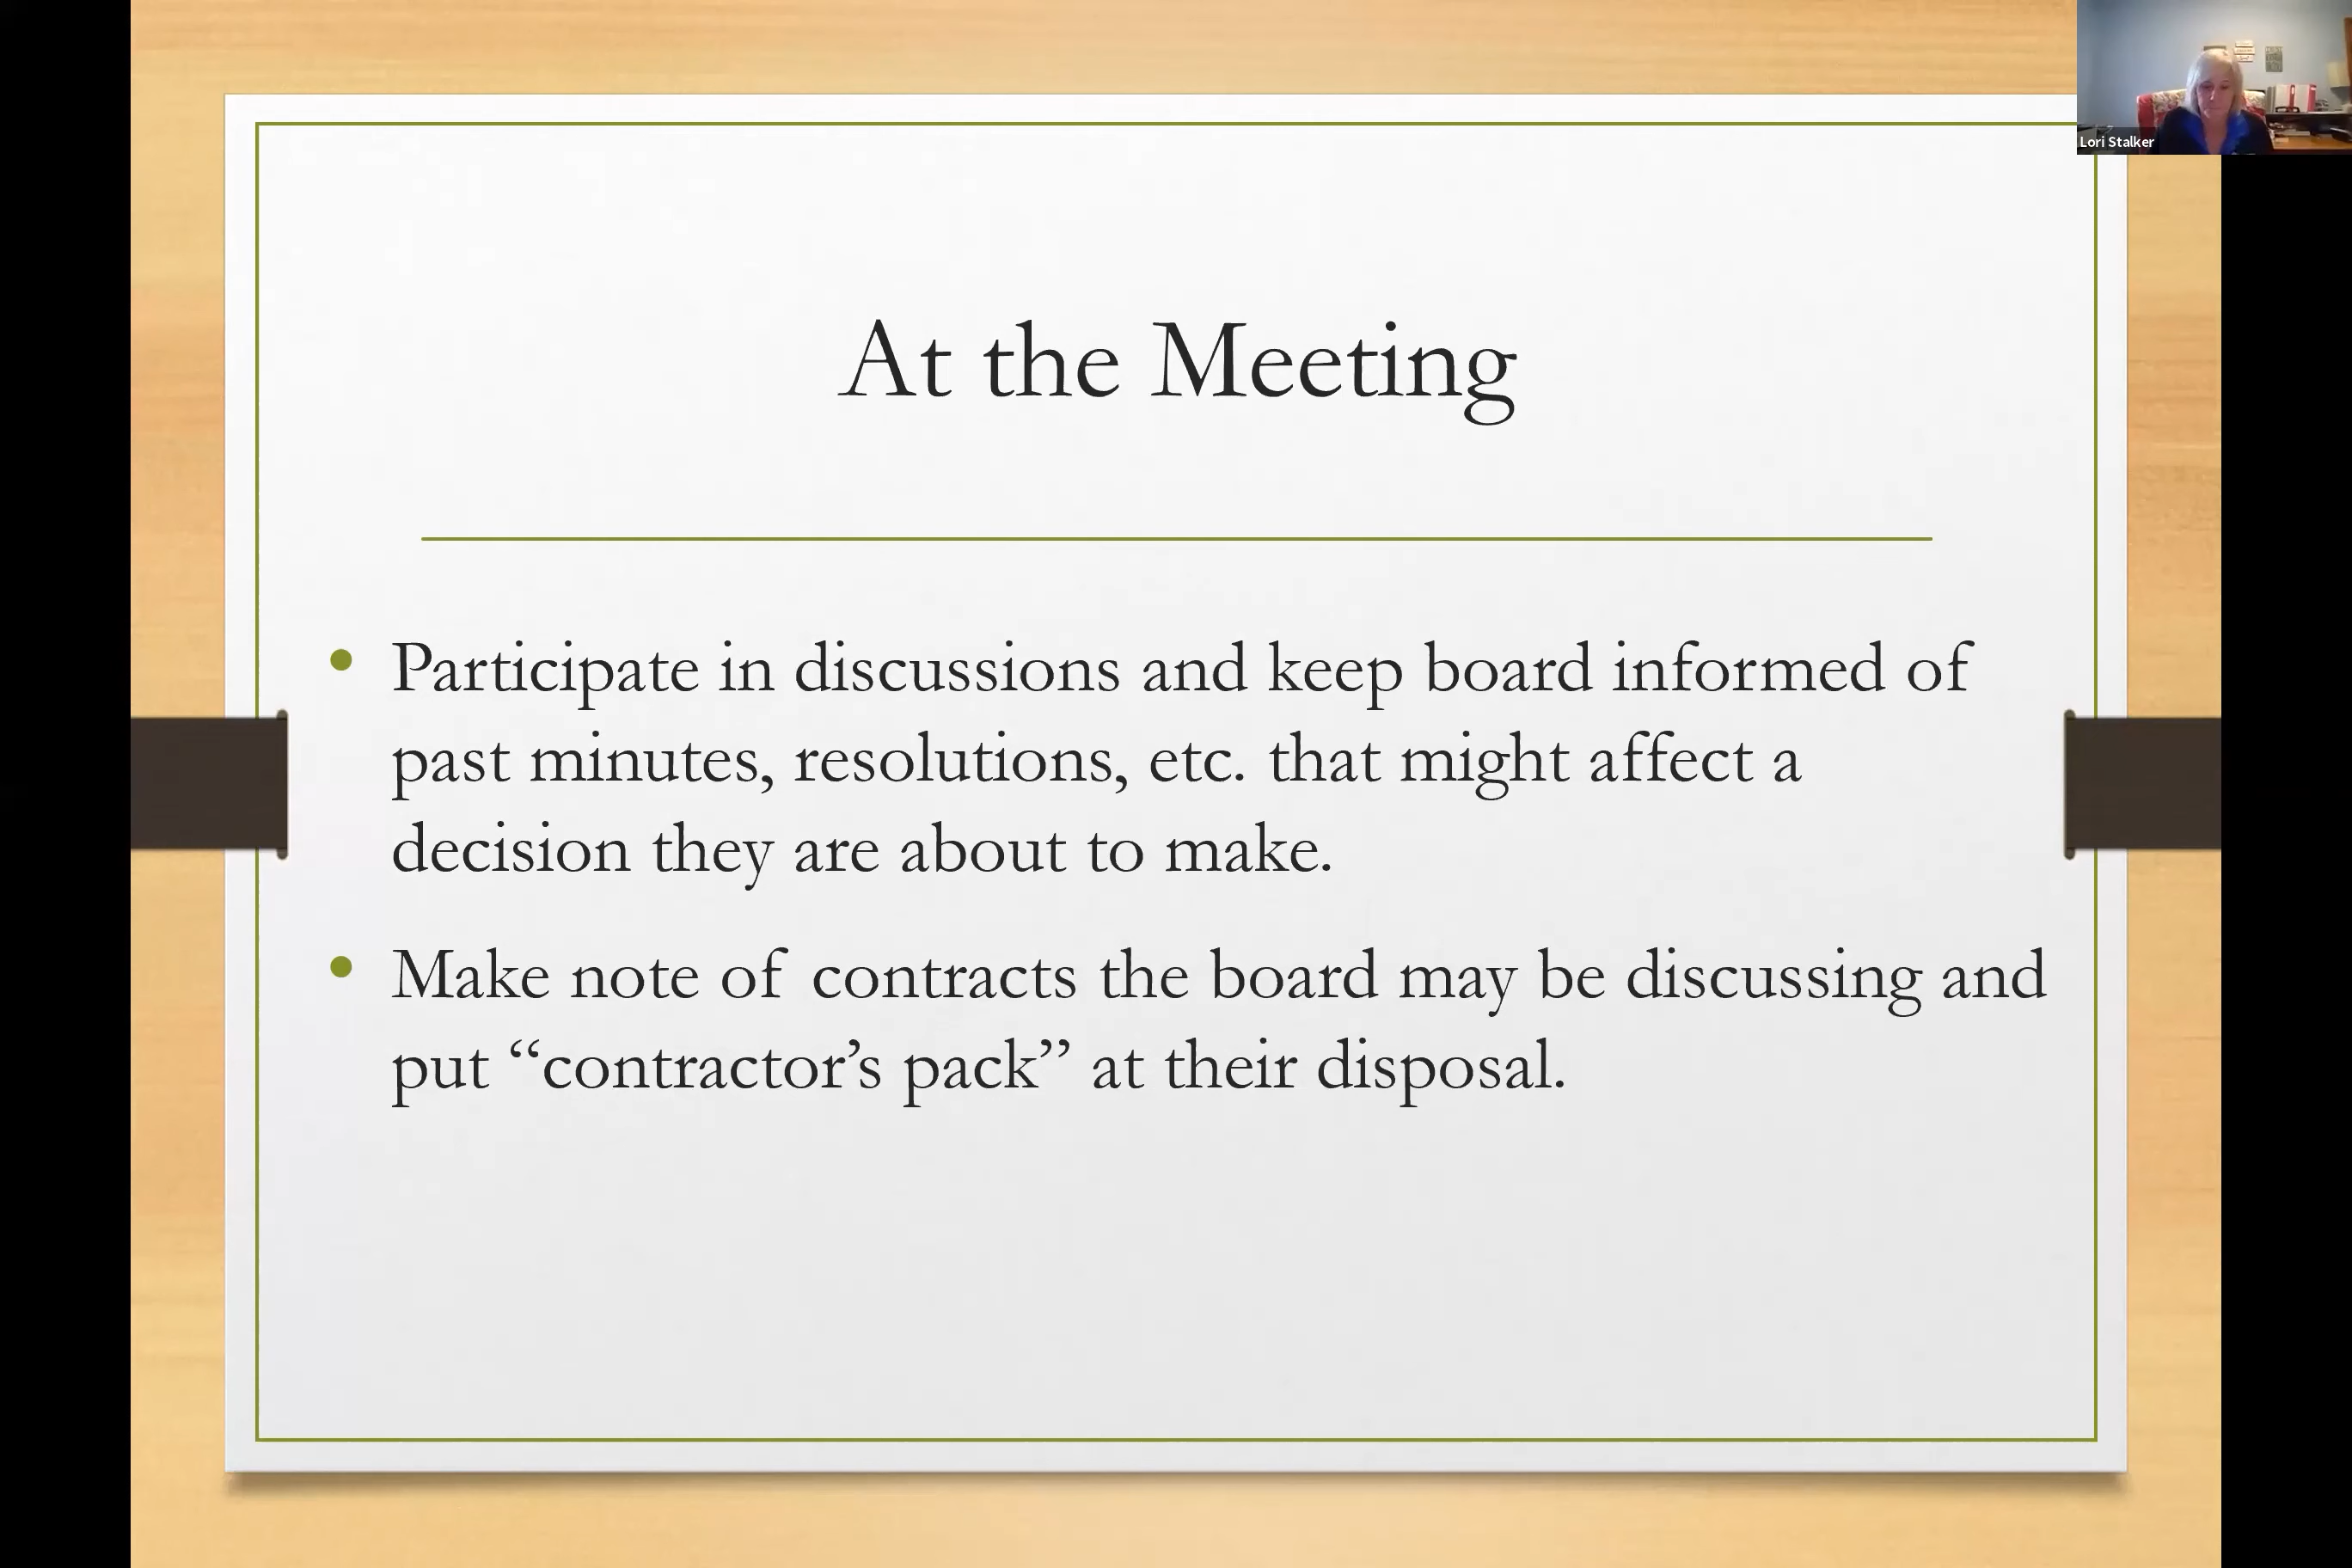 Lori Stalker
At the Meeting
• Participate in discussions and keep board informed of
past minutes, resolutions, etc. that might affect a
decision they are about to make.
• Make note of contracts the board may be discussing and
put “contractor’s pack” at their disposal.